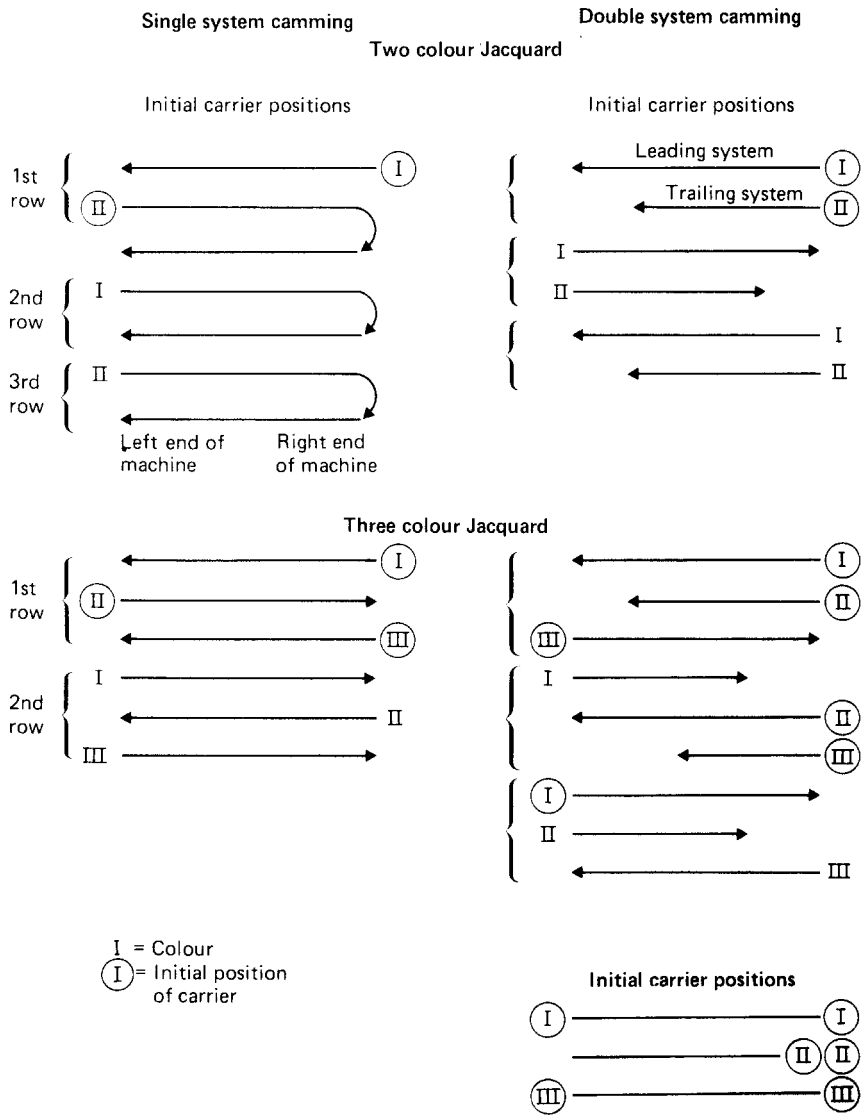 Single system camming
Double system camming
Two colour Jacquard
Initial carrier positions
Initial carrier positions
1st
row
I
II
2nd
row
I
3rd
row
II
Left end of
machine
Right end
of machine
Leading system
I
Trailing system
II
I
II
I
II
Three colour Jacquard
1st
row
I
II
III
2nd
row
I
II
III
I
II
III
I
II
III
I
II
III
I = Colour
I = Initial position
of carrier
Initial carrier positions
I I
II II
III III